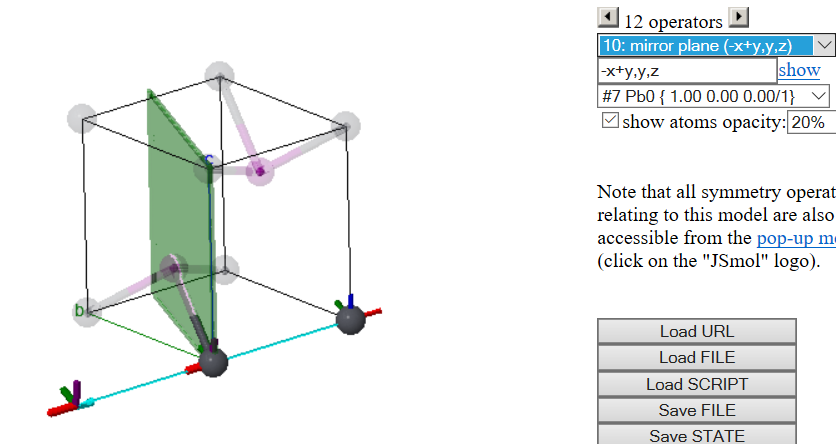 12 operators
10: mirror plane (-x+y,y,z)
-x+y,y,z show
#7 Pb0 { 1.00 0.00 0.00/1}
show atoms opacity: 20%
Note that all symmetry operat
relating to this model are also
accessible from the pop-up m
(click on the "JSmol" logo).
c
b
Load URL
Load FILE
Load SCRIPT
Save FILE
Save STATE